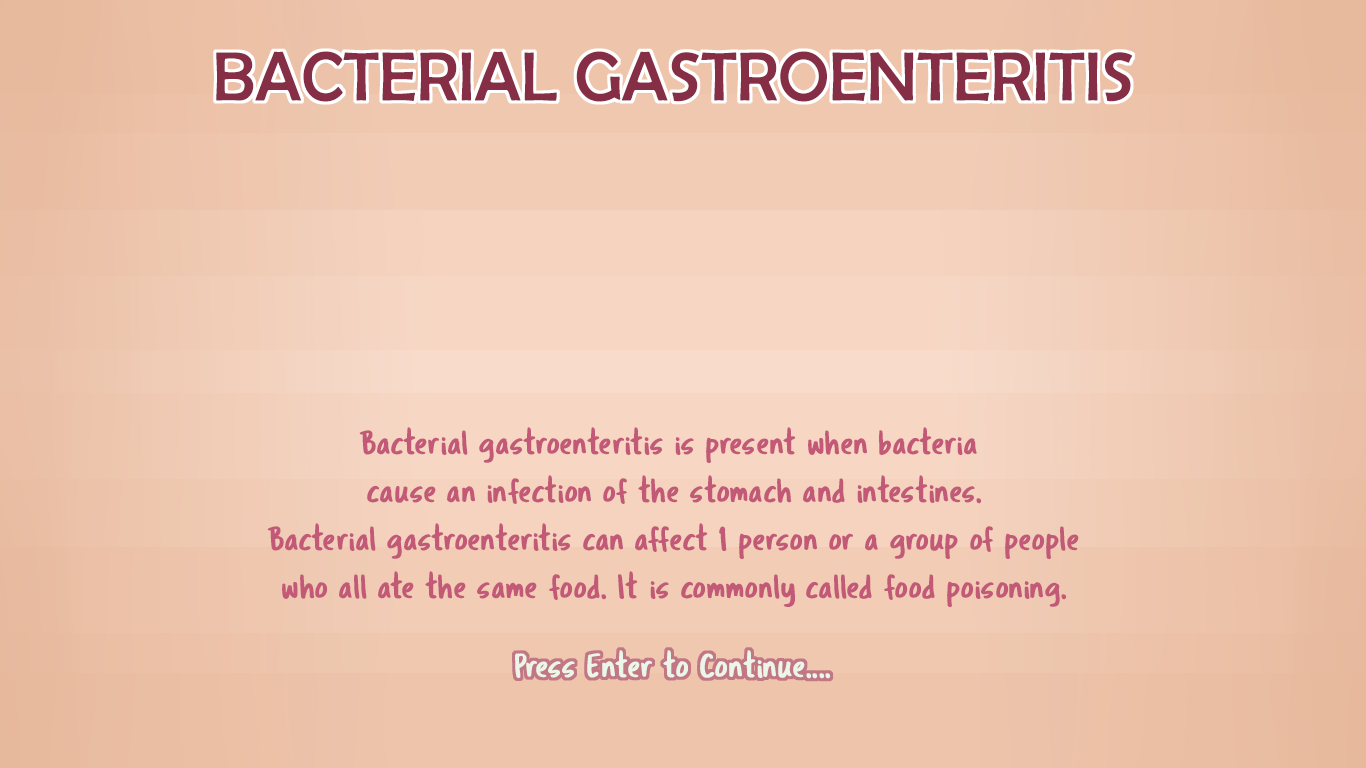 BACTERIAL GASTROENTERITIS
Bacterial gastroenteritis is present when bacteria
cause an infection of the stomach and intestines.
Bacterial gastroenteritis can affect 1 person or a group of people
who all ate the same food. It is commonly called food poisoning.
Press Enter to Continue....